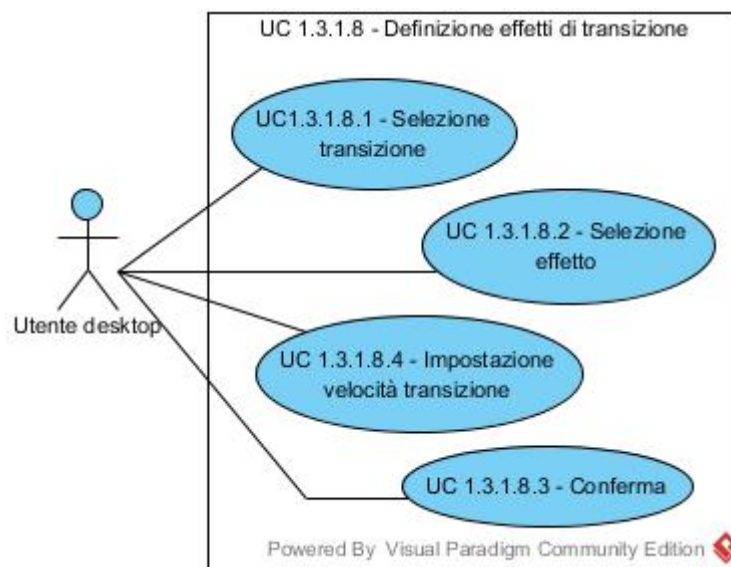 UC 1.3.1.8 - Definizione effetti di transizione
UC1.3.1.8.1 - Selezione
transizione
UC 1.3.1.8.2 - Selezione
effetto
Utente desktop
UC 1.3.1.8.4 - Impostazione
velocità transizione
UC 1.3.1.8.3 - Conferma
Powered By Visual Paradigm Community Edition